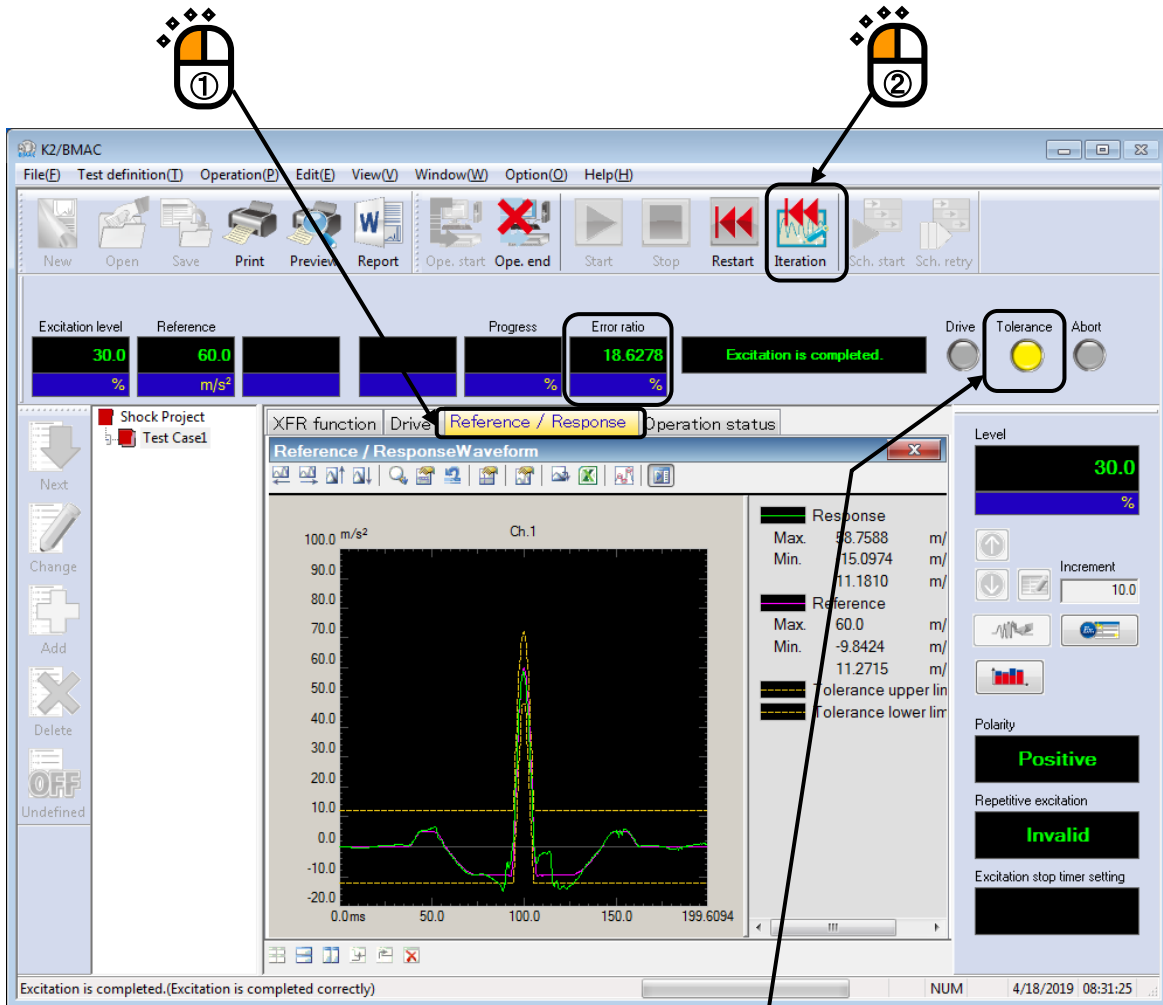 ①
②
K2/BMAC
File(F) Test definition(T) Operation(P) Edit(E) View(V) Window(W) Option(O) Help(H)
New Open Save Print Preview Report Ope. start Ope. end Start Stop Restart Iteration Sch. start Sch. retry
Excitation level Reference Progress Error ratio Drive Tolerance Abort
30.0 60.0 18.6278 Excitation is completed.
% m/s² % %
Shock Project
Test Case1
Next
Change
Add
Delete
OFF
Undefined
XFR function Drive Reference / Response Operation status
Reference / ResponseWaveform
Ch.1
100.0 m/s²
90.0
80.0
70.0
60.0
50.0
40.0
30.0
20.0
10.0
0.0
-10.0
-20.0
0.0ms 50.0 100.0 150.0 199.6094
Response
Max. 58.7588 m/
Min. -15.0974 m/
11.1810 m/
Reference
Max. 60.0 m/
Min. -9.8424 m/
11.2715 m/
Tolerance upper lin
Tolerance lower lim
Level
30.0
%
Increment
10.0
Polarity
Positive
Repetitive excitation
Invalid
Excitation stop timer setting
Excitation is completed.(Excitation is completed correctly) NUM 4/18/2019 08:31:25